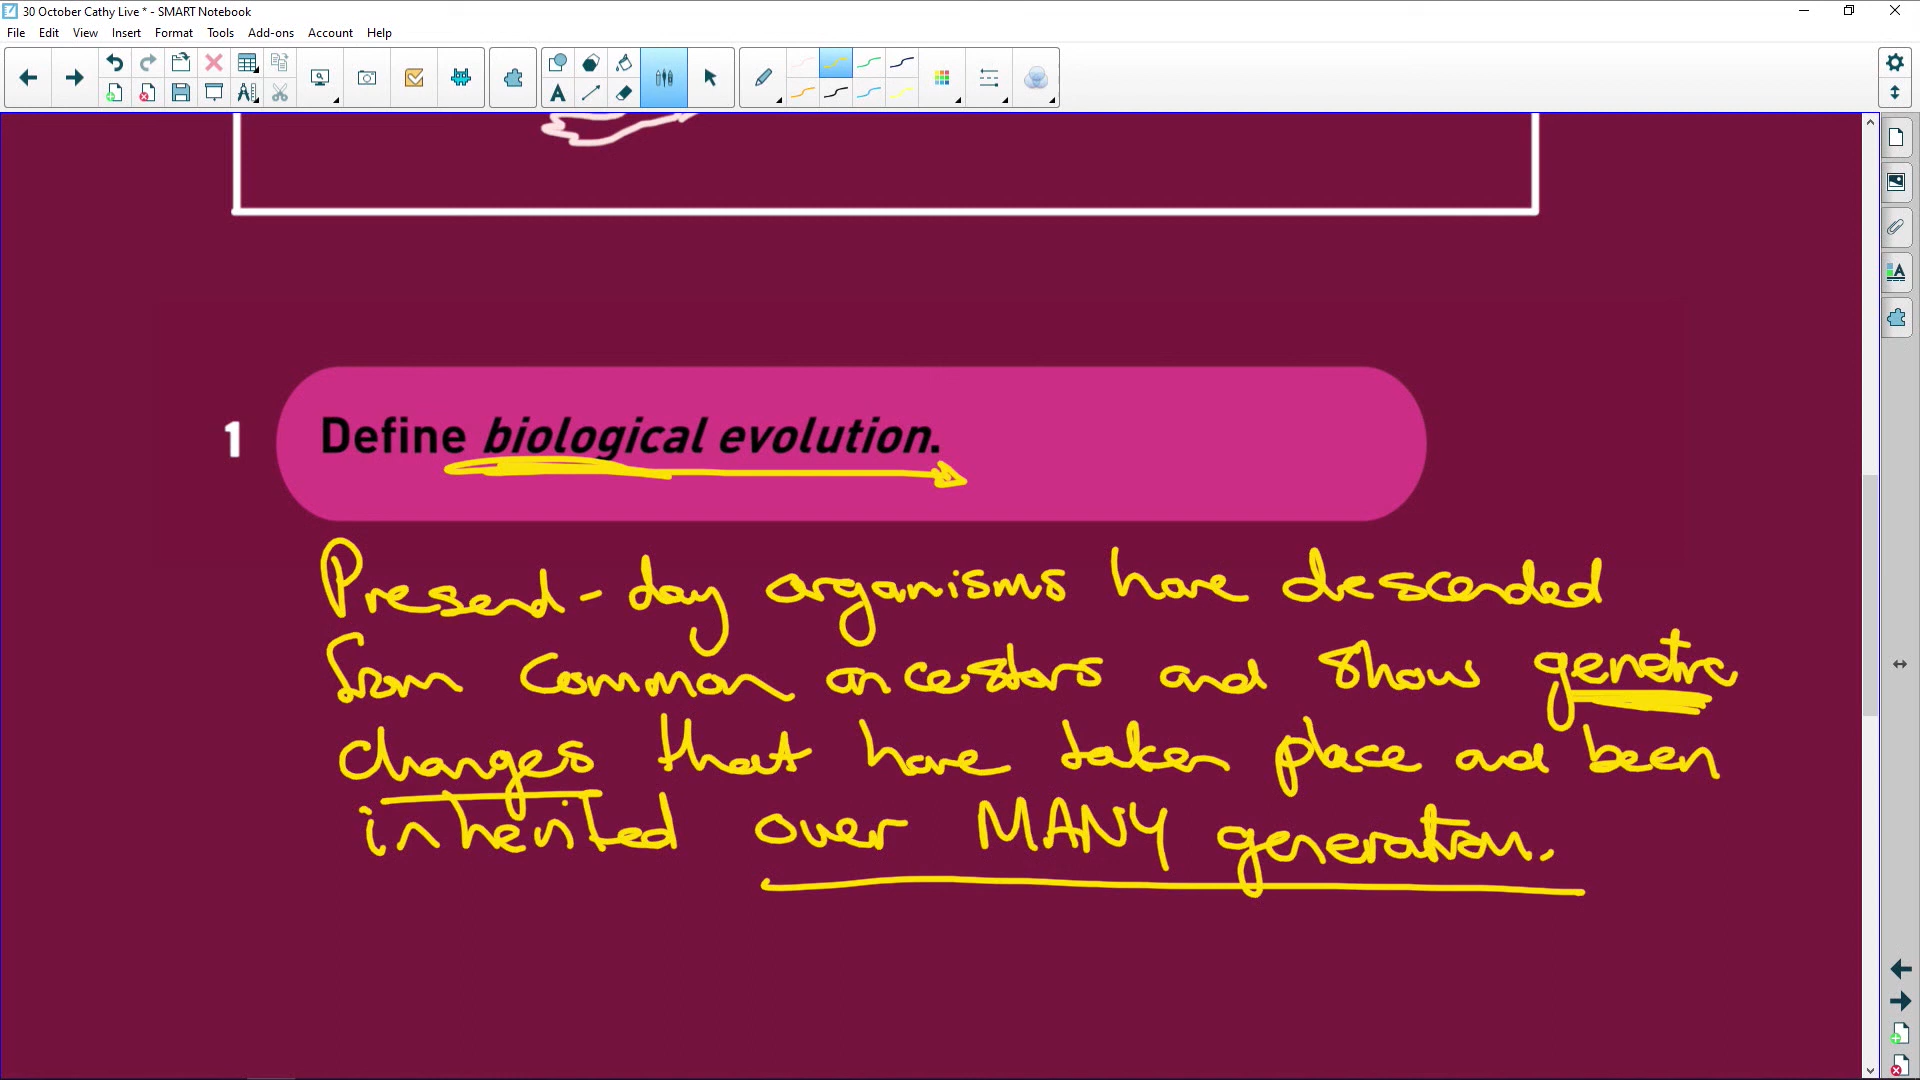 30 October Cathy Live * - SMART Notebook
File Edit View Insert Format Tools Add-ons Account Help
1 Define biological evolution.
Present-day organisms have descended
from common ancestors and show genetic
changes that have taken place and been
inherited over MANY generation.